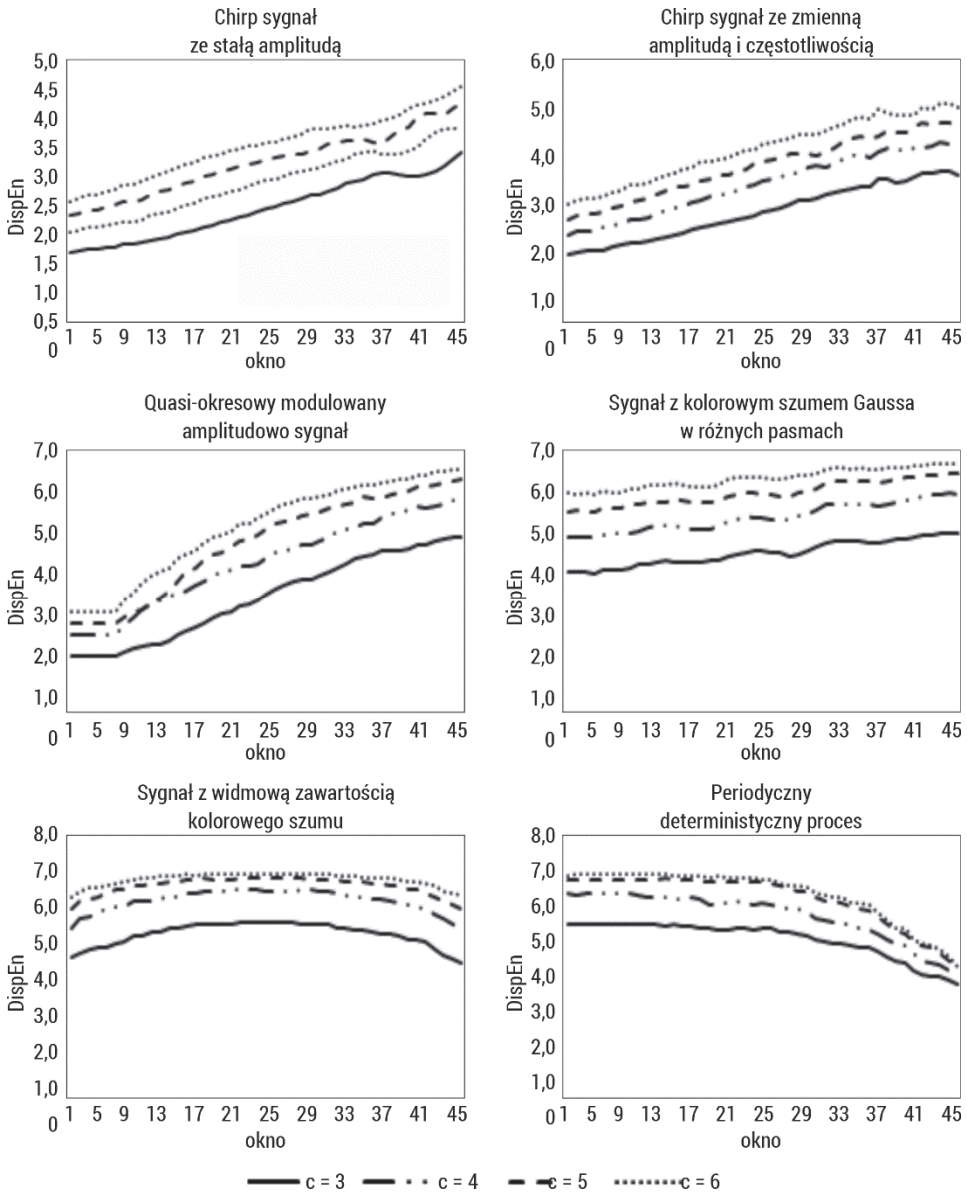 Chirp sygnał
ze stałą amplitudą
5,0
4,5
4,0
3,5
3,0
2,5
2,0
1,5
1,0
0,5
0
DispEn
1 5 9 13 17 21 25 29 33 37 41 45
okno
Chirp sygnał ze zmienną
amplitudą i częstotliwością
6,0
5,0
4,0
3,0
2,0
1,0
0
DispEn
1 5 9 13 17 21 25 29 33 37 41 45
okno
Quasi-okresowy modulowany
amplitudowo sygnał
7,0
6,0
5,0
4,0
3,0
2,0
1,0
0
DispEn
1 5 9 13 17 21 25 29 33 37 41 45
okno
Sygnał z kolorowym szumem Gaussa
w różnych pasmach
7,0
6,0
5,0
4,0
3,0
2,0
1,0
0
DispEn
1 5 9 13 17 21 25 29 33 37 41 45
okno
Sygnał z widmową zawartością
kolorowego szumu
8,0
7,0
6,0
5,0
4,0
3,0
2,0
1,0
0
DispEn
1 5 9 13 17 21 25 29 33 37 41 45
okno
Periodyczny
deterministyczny proces
8,0
7,0
6,0
5,0
4,0
3,0
2,0
1,0
0
DispEn
1 5 9 13 17 21 25 29 33 37 41 45
okno
c = 3 c = 4 c = 5 c = 6